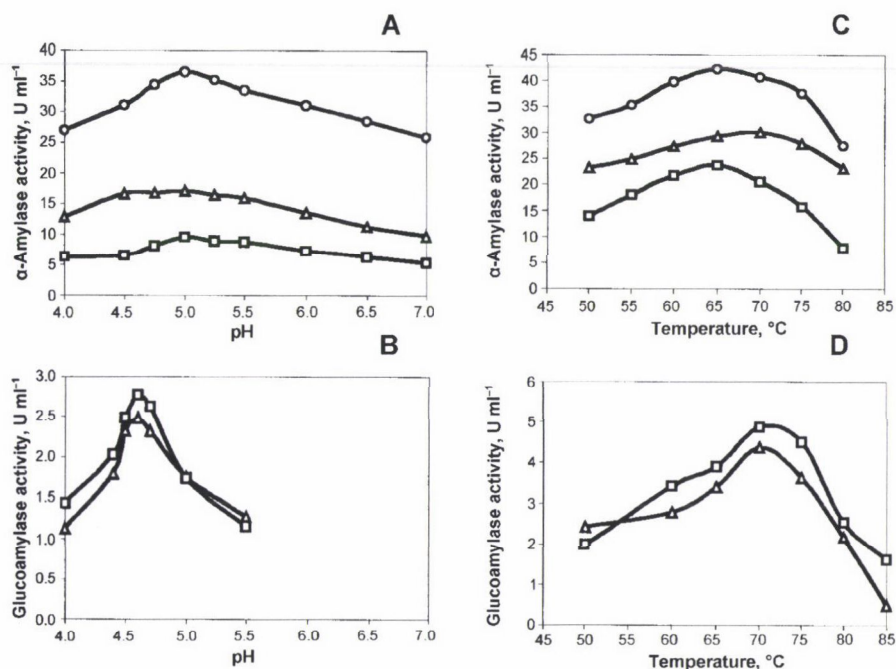 A
α-Amylase activity, U ml⁻¹
40
35
30
25
20
15
10
5
0
4.0 4.5 5.0 5.5 6.0 6.5 7.0
pH
C
α-Amylase activity, U ml⁻¹
45
40
35
30
25
20
15
10
5
0
45 50 55 60 65 70 75 80 85
Temperature, °C
B
Glucoamylase activity, U ml⁻¹
3.0
2.5
2.0
1.5
1.0
0.5
0.0
4.0 4.5 5.0 5.5 6.0 6.5 7.0
pH
D
Glucoamylase activity, U ml⁻¹
6
5
4
3
2
1
0
45 50 55 60 65 70 75 80 85
Temperature, °C